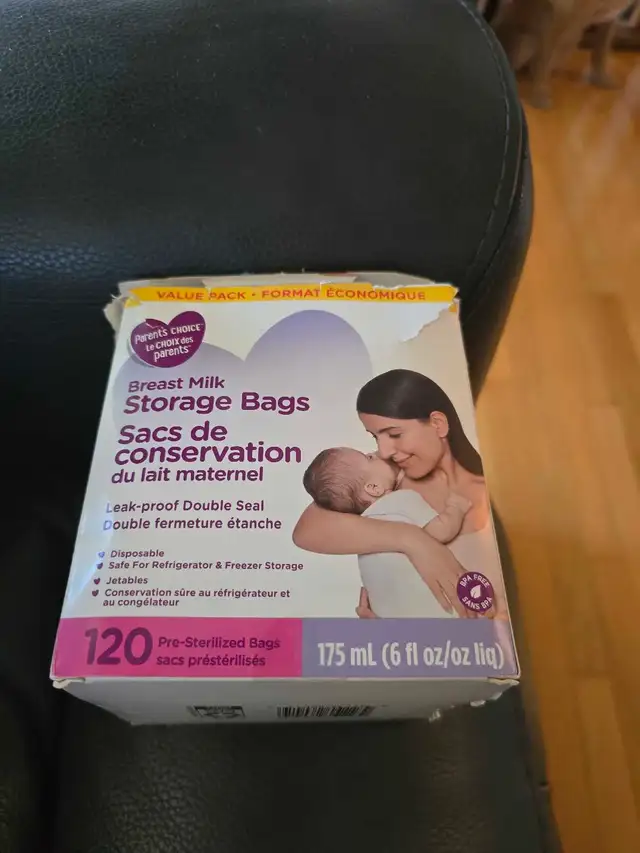 VALUE PACK • FORMAT ÉCONOMIQUE
Parent's CHOICE™
Le CHOIX des
parents™
Breast Milk
Storage Bags
Sacs de
conservation
du lait maternel
Leak-proof Double Seal
Double fermeture étanche
Disposable
Safe For Refrigerator & Freezer Storage
Jetables
Conservation sûre au réfrigérateur et
au congélateur
BPA FREE
SANS BPA
120 Pre-Sterilized Bags
sacs préstérilisés
175 mL (6 fl oz/oz liq)